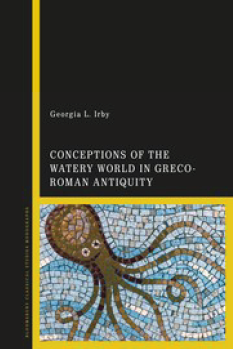 Georgia L. Irby
CONCEPTIONS OF THE
WATERY WORLD IN GRECO-
ROMAN ANTIQUITY
BLOOMSBURY CLASSICAL STUDIES MONOGRAPHS